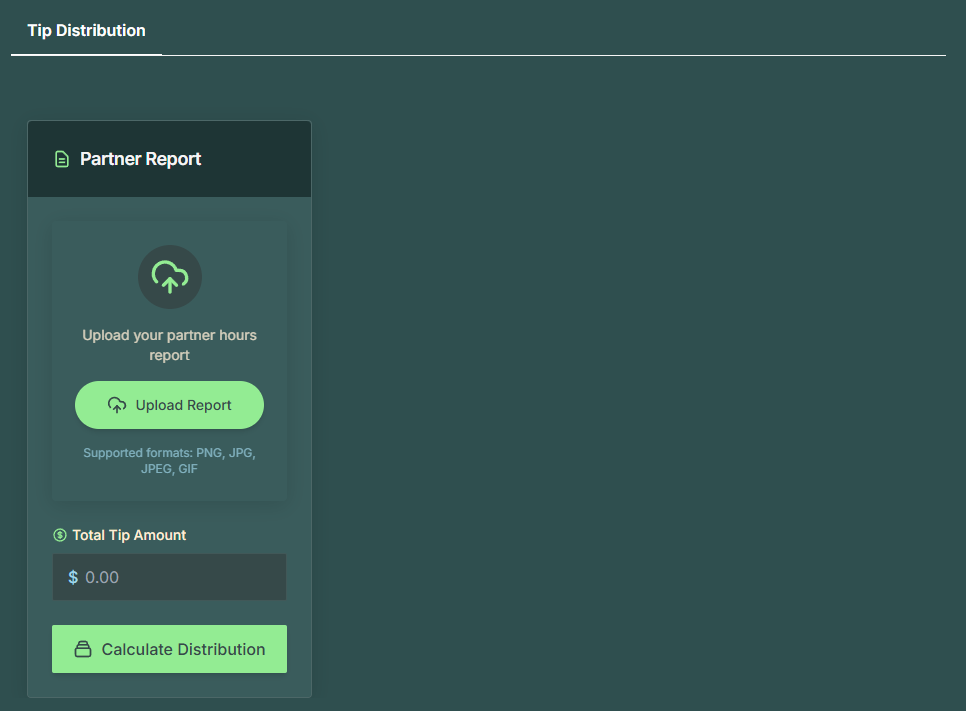 Tip Distribution
Partner Report
Upload your partner hours
report
Upload Report
Supported formats: PNG, JPG,
JPEG, GIF
Total Tip Amount
$ 0.00
Calculate Distribution